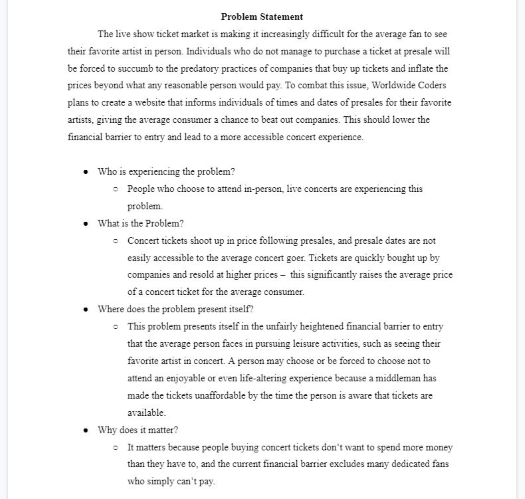 Problem Statement
The live show ticket market is making it increasingly difficult for the average fan to see
their favorite artist in person. Individuals who do not manage to purchase a ticket at presale will
be forced to succumb to the predatory practices of companies that buy up tickets and inflate the
prices beyond what any reasonable person would pay. To combat this issue, Worldwide Coders
plans to create a website that informs individuals of times and dates of presales for their favorite
artists, giving the average consumer a chance to beat out companies. This should lower the
financial barrier to entry and lead to a more accessible concert experience.
● Who is experiencing the problem?
○ People who choose to attend in-person, live concerts are experiencing this
problem.
● What is the Problem?
○ Concert tickets shoot up in price following presales, and presale dates are not
easily accessible to the average concert goer. Tickets are quickly bought up by
companies and resold at higher prices – this significantly raises the average price
of a concert ticket for the average consumer.
● Where does the problem present itself?
○ This problem presents itself in the unfairly heightened financial barrier to entry
that the average person faces in pursuing leisure activities, such as seeing their
favorite artist in concert. A person may choose or be forced to choose not to
attend an enjoyable or even life-altering experience because a middleman has
made the tickets unaffordable by the time the person is aware that tickets are
available.
● Why does it matter?
○ It matters because people buying concert tickets don't want to spend more money
than they have to, and the current financial barrier excludes many dedicated fans
who simply can't pay.